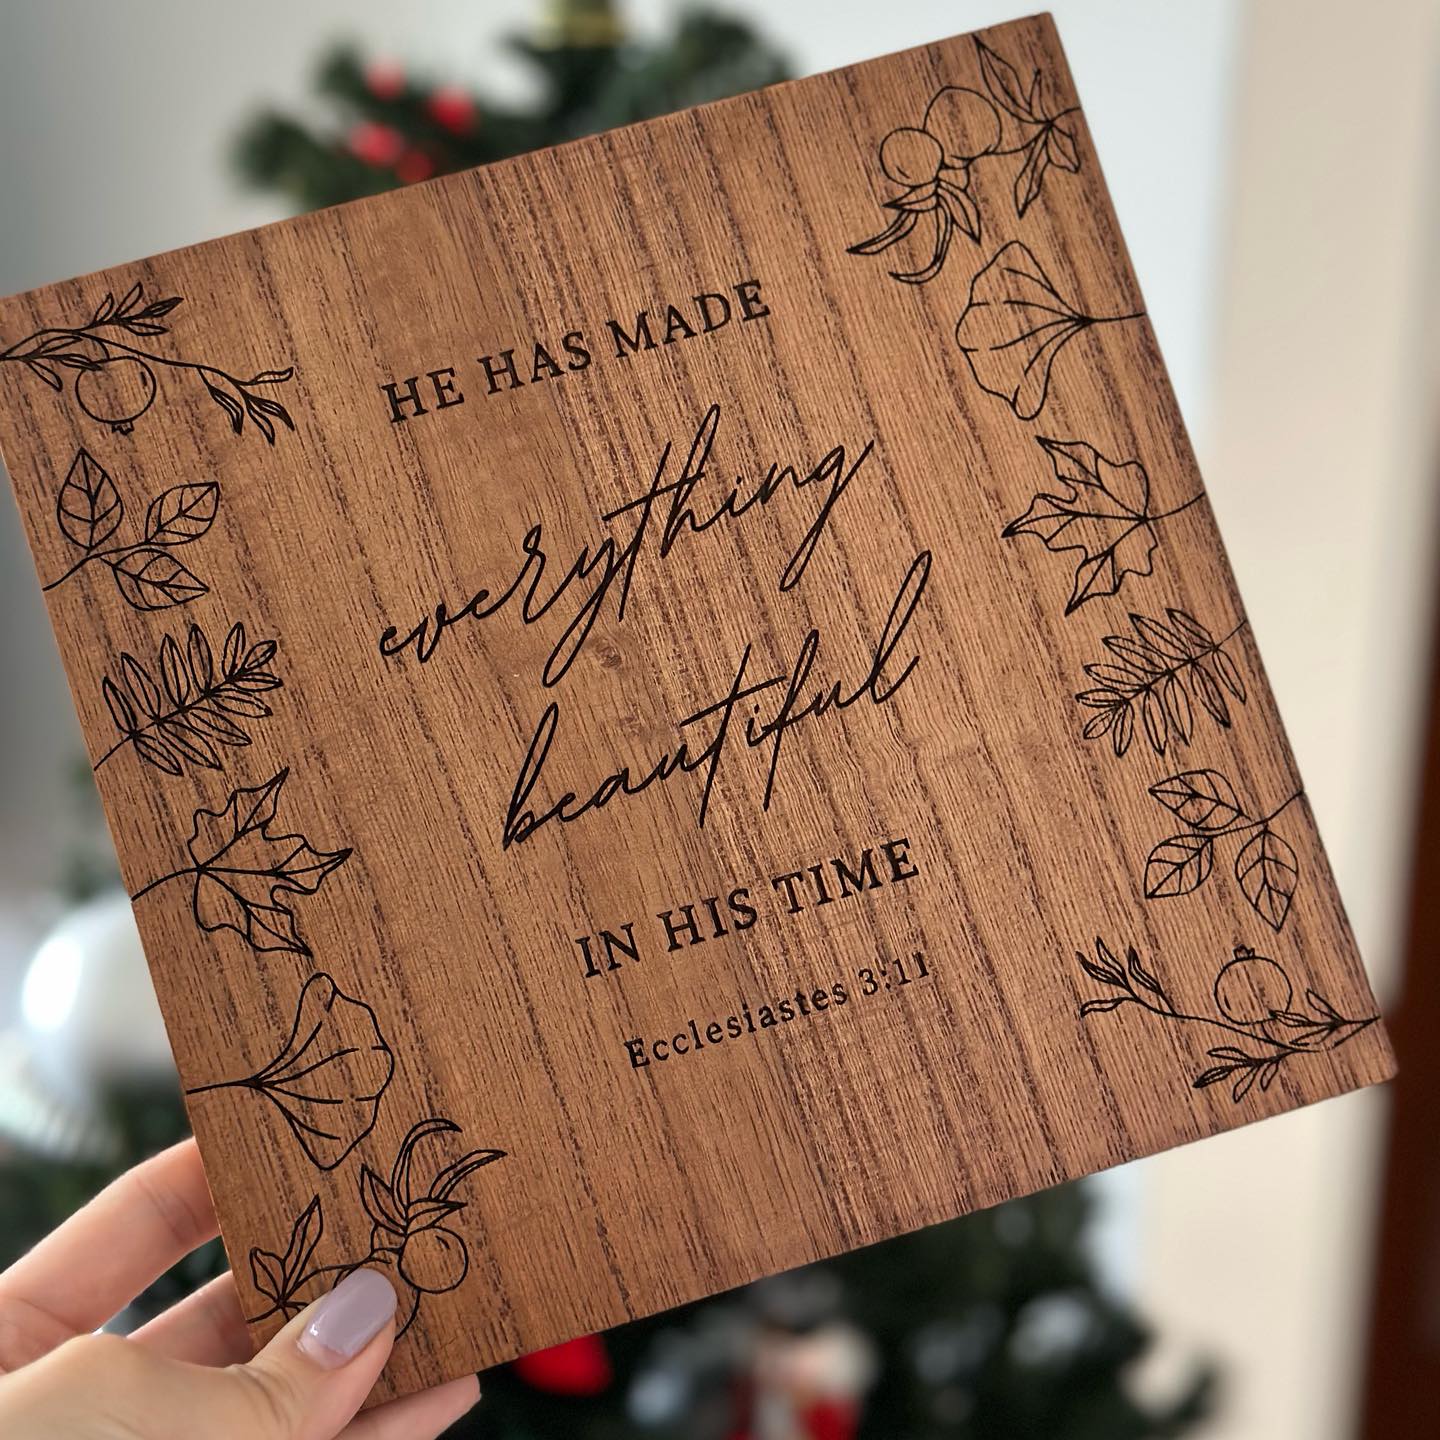 HE HAS MADE
everything
beautiful
IN HIS TIME
Ecclesiastes 3:11